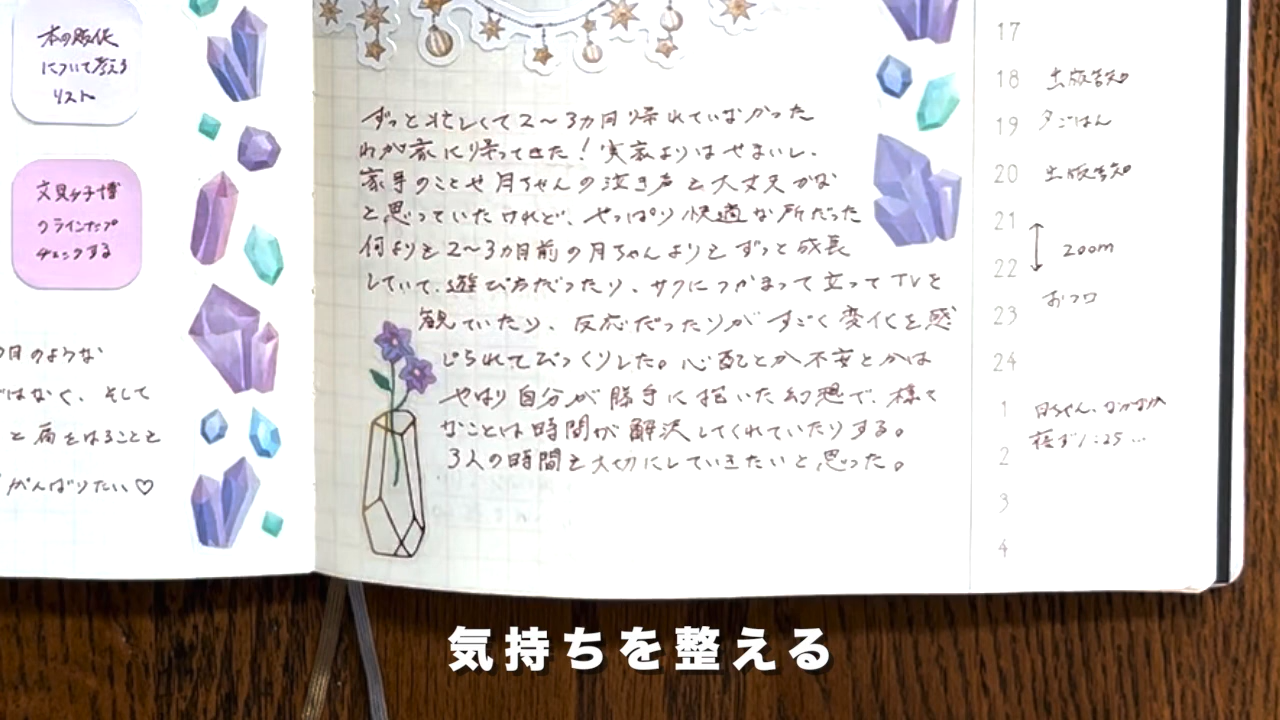 本の販促
について考える
リスト
文具女子博
のラインナップ
チェックする
日のような
ではなく、そして
と肩をはることを
がんばりたい♡
ずっと忙しくて2〜3カ月帰れていなかった
わが家に帰ってきた！実家よりはせまいし、
家事のことや月ちゃんの泣き声も大丈夫かな
と思っていたけれど、やっぱり快適な所だった
何よりも2〜3カ月前の月ちゃんよりもずっと成長
していて、遊び方だったり、サクにつかまって立ってTVを
観ていたり、反応だったりがすごく変化を感
じられてびっくりした。心配とか不安とかは
やはり自分が勝手に描いた幻想で、様々
なことは時間が解決してくれていたりする。
3人の時間を大切にしていきたいと思った。
17
18 出版告知
19 夕ごはん
20 出版告知
21
Zoom
22
おフロ
23
24
1 月ちゃん、なかなか
寝ず1:25…
2
3
4
気持ちを整える